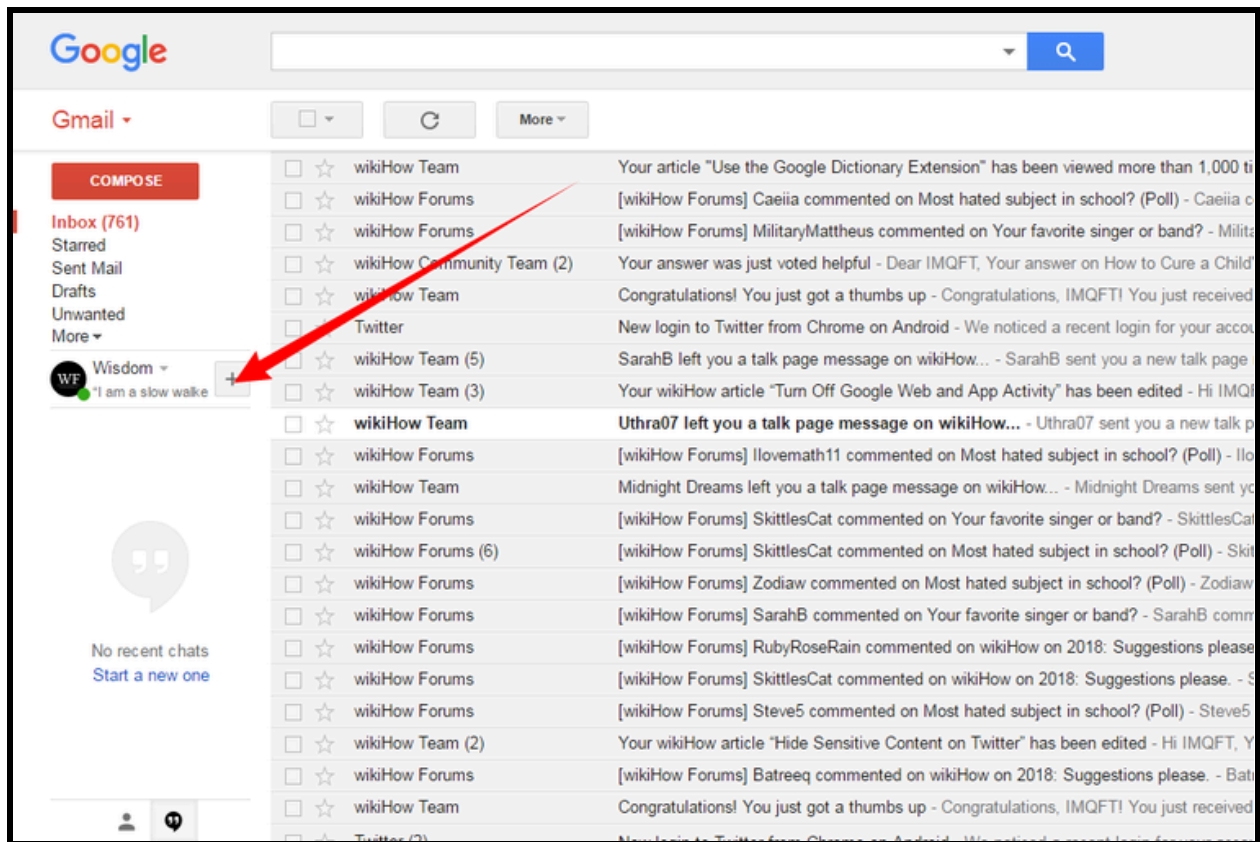 Google
Gmail
More
COMPOSE
Inbox (761)
Starred
Sent Mail
Drafts
Unwanted
More
WF
Wisdom
"I am a slow walke
No recent chats
Start a new one
wikiHow Team Your article "Use the Google Dictionary Extension" has been viewed more than 1,000 ti
wikiHow Forums [wikiHow Forums] Caeiia commented on Most hated subject in school? (Poll) - Caeiia c
wikiHow Forums [wikiHow Forums] MilitaryMattheus commented on Your favorite singer or band? - Milita
wikiHow Community Team (2) Your answer was just voted helpful - Dear IMQFT, Your answer on How to Cure a Child'
wikiHow Team Congratulations! You just got a thumbs up - Congratulations, IMQFT! You just received
Twitter New login to Twitter from Chrome on Android - We noticed a recent login for your accou
wikiHow Team (5) SarahB left you a talk page message on wikiHow... - SarahB sent you a new talk page
wikiHow Team (3) Your wikiHow article "Turn Off Google Web and App Activity" has been edited - Hi IMQF
wikiHow Team Uthra07 left you a talk page message on wikiHow... - Uthra07 sent you a new talk p
wikiHow Forums [wikiHow Forums] Ilovemath11 commented on Most hated subject in school? (Poll) - Ilo
wikiHow Team Midnight Dreams left you a talk page message on wikiHow... - Midnight Dreams sent yo
wikiHow Forums [wikiHow Forums] SkittlesCat commented on Your favorite singer or band? - SkittlesCat
wikiHow Forums (6) [wikiHow Forums] SkittlesCat commented on Most hated subject in school? (Poll) - Skit
wikiHow Forums [wikiHow Forums] Zodiaw commented on Most hated subject in school? (Poll) - Zodiaw
wikiHow Forums [wikiHow Forums] SarahB commented on Your favorite singer or band? - SarahB comm
wikiHow Forums [wikiHow Forums] RubyRoseRain commented on wikiHow on 2018: Suggestions please
wikiHow Forums [wikiHow Forums] SkittlesCat commented on wikiHow on 2018: Suggestions please. - S
wikiHow Forums [wikiHow Forums] Steve5 commented on Most hated subject in school? (Poll) - Steve5
wikiHow Team (2) Your wikiHow article "Hide Sensitive Content on Twitter" has been edited - Hi IMQFT, Y
wikiHow Forums [wikiHow Forums] Batreeq commented on wikiHow on 2018: Suggestions please. - Batr
wikiHow Team Congratulations! You just got a thumbs up - Congratulations, IMQFT! You just received